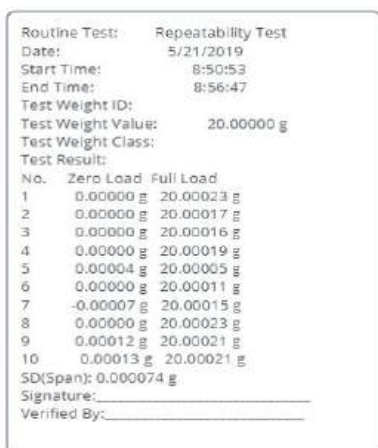 Routine Test: Repeatability Test
Date: 5/21/2019
Start Time: 8:50:53
End Time: 8:56:47
Test Weight ID:
Test Weight Value: 20.00000 g
Test Weight Class:
Test Result:
No. Zero Load Full Load
1 0.00000 g 20.00023 g
2 0.00000 g 20.00017 g
3 0.00000 g 20.00016 g
4 0.00000 g 20.00019 g
5 0.00004 g 20.00005 g
6 0.00000 g 20.00011 g
7 -0.00007 g 20.00015 g
8 0.00000 g 20.00023 g
9 0.00012 g 20.00021 g
10 0.00013 g 20.00021 g
SD(Span): 0.000074 g
Signature:
Verified By: